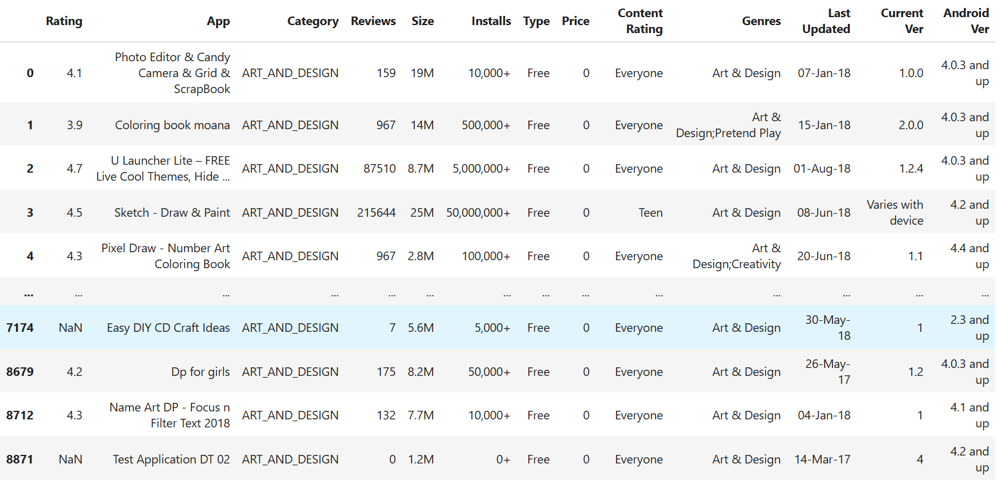 Rating App Category Reviews Size Installs Type Price Content Rating Genres Last Updated Current Ver Android Ver
0 4.1 Photo Editor & Candy Camera & Grid & ScrapBook ART_AND_DESIGN 159 19M 10,000+ Free 0 Everyone Art & Design 07-Jan-18 1.0.0 4.0.3 and up
1 3.9 Coloring book moana ART_AND_DESIGN 967 14M 500,000+ Free 0 Everyone Art & Design;Pretend Play 15-Jan-18 2.0.0 4.0.3 and up
2 4.7 U Launcher Lite – FREE Live Cool Themes, Hide ... ART_AND_DESIGN 87510 8.7M 5,000,000+ Free 0 Everyone Art & Design 01-Aug-18 1.2.4 4.0.3 and up
3 4.5 Sketch - Draw & Paint ART_AND_DESIGN 215644 25M 50,000,000+ Free 0 Teen Art & Design 08-Jun-18 Varies with device 4.2 and up
4 4.3 Pixel Draw - Number Art Coloring Book ART_AND_DESIGN 967 2.8M 100,000+ Free 0 Everyone Art & Design;Creativity 20-Jun-18 1.1 4.4 and up
... ... ... ... ... ... ... ... ... ... ... ... ... ...
7174 NaN Easy DIY CD Craft Ideas ART_AND_DESIGN 7 5.6M 5,000+ Free 0 Everyone Art & Design 30-May-18 1 2.3 and up
8679 4.2 Dp for girls ART_AND_DESIGN 175 8.2M 50,000+ Free 0 Everyone Art & Design 26-May-17 1.2 4.0.3 and up
8712 4.3 Name Art DP - Focus n Filter Text 2018 ART_AND_DESIGN 132 7.7M 10,000+ Free 0 Everyone Art & Design 04-Jan-18 1 4.1 and up
8871 NaN Test Application DT 02 ART_AND_DESIGN 0 1.2M 0+ Free 0 Everyone Art & Design 14-Mar-17 4 4.2 and up